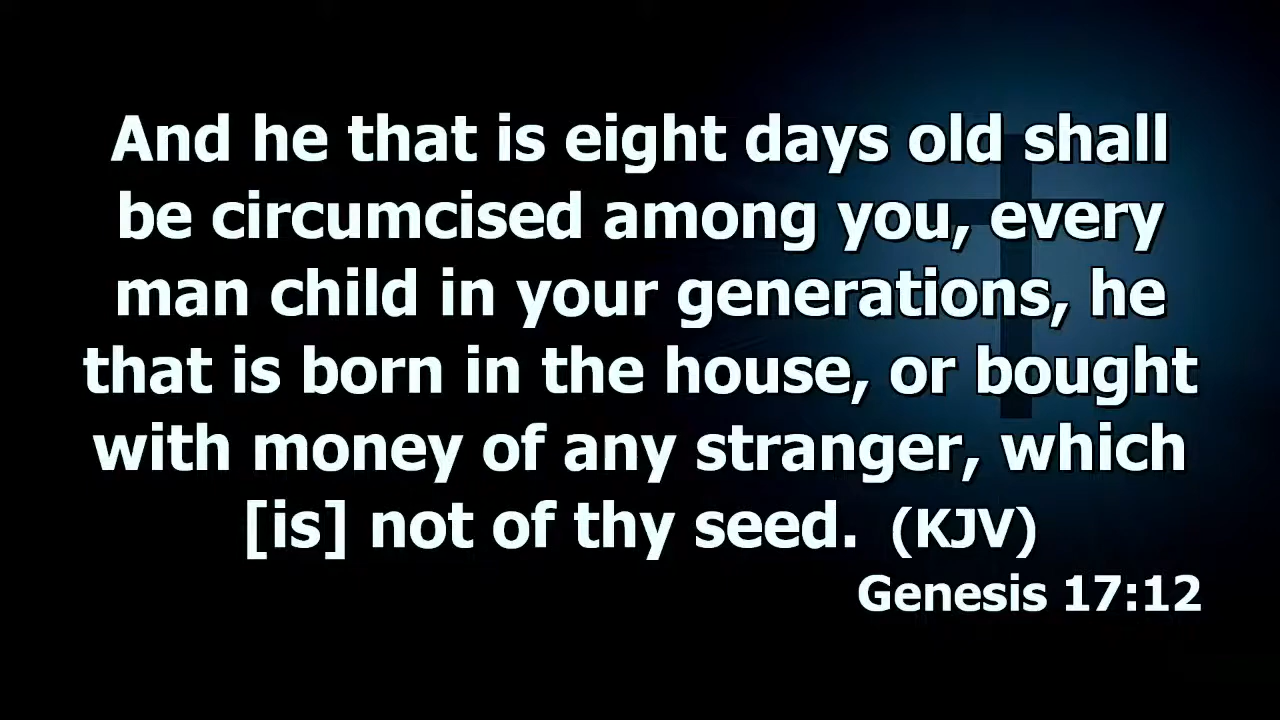 And he that is eight days old shall
be circumcised among you, every
man child in your generations, he
that is born in the house, or bought
with money of any stranger, which
[is] not of thy seed. (KJV)
Genesis 17:12